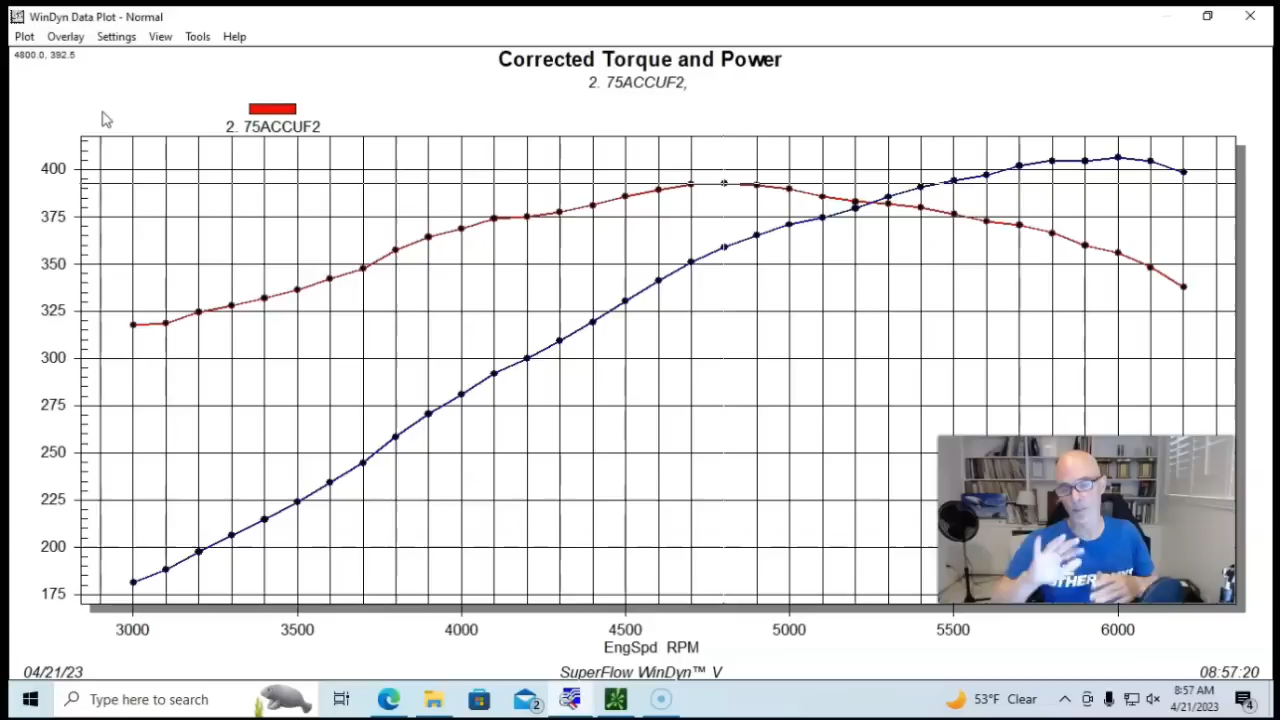 WinDyn Data Plot - Normal
Plot Overlay Settings View Tools Help
4800.0, 392.5
Corrected Torque and Power
2. 75ACCUF2,
2. 75ACCUF2
400
375
350
325
300
275
250
225
200
175
3000 3500 4000 4500 5000 5500 6000
EngSpd RPM
04/21/23 SuperFlow WinDyn™ V 08:57:20
Type here to search
2
53°F Clear
8:57 AM
4/21/2023
4